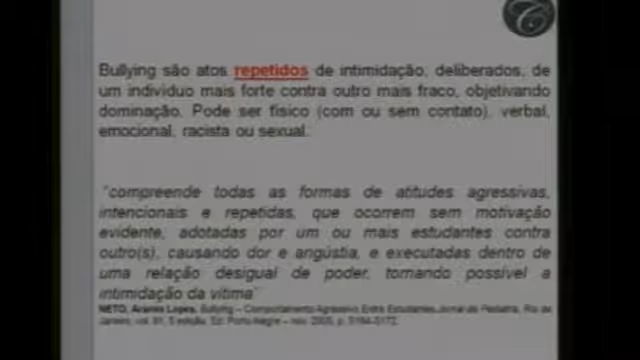 Bullying são atos repetidos de intimidação, deliberados, de
um indivíduo mais forte contra outro mais fraco, objetivando
dominação. Pode ser físico (com ou sem contato), verbal,
emocional, racista ou sexual.
"compreende todas as formas de atitudes agressivas,
intencionais e repetidas, que ocorrem sem motivação
evidente, adotadas por um ou mais estudantes contra
outro(s), causando dor e angústia, e executadas dentro de
uma relação desigual de poder, tornando possível a
intimidação da vítima"
NETO, Aramis Lopes, Bullying – Comportamento Agressivo Entre Estudantes. Jornal de Pediatria, Rio de
Janeiro, vol. 81, 5 edição, Ed. Porto Alegre – nov. 2005, p. S164-S172.